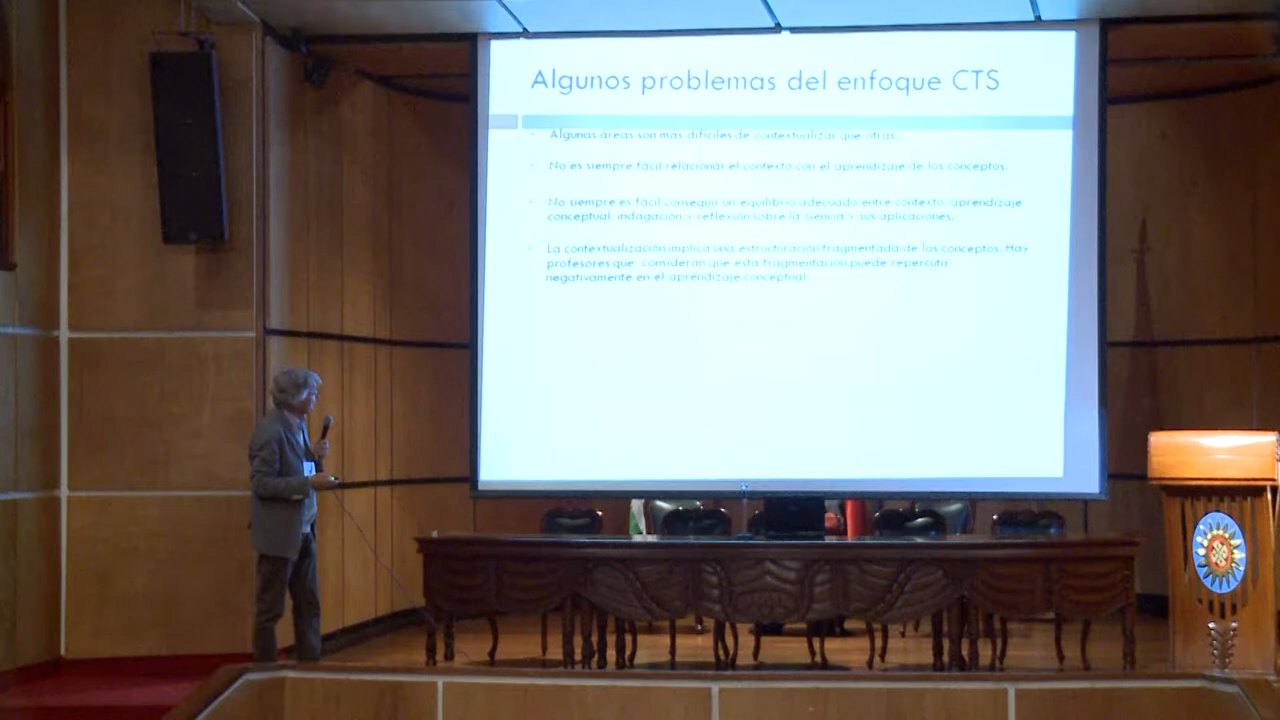 Algunos problemas del enfoque CTS
Algunas áreas son más difíciles de contextualizar que otras.
No es siempre fácil relacionar el contexto con el aprendizaje de los conceptos.
No siempre es fácil conseguir un equilibrio adecuado entre contexto, aprendizaje
conceptual, indagación y reflexión sobre la ciencia y sus aplicaciones.
La contextualización implica una estructuración fragmentada de los conceptos. Hay
profesores que consideran que esta fragmentación puede repercutir
negativamente en el aprendizaje conceptual.